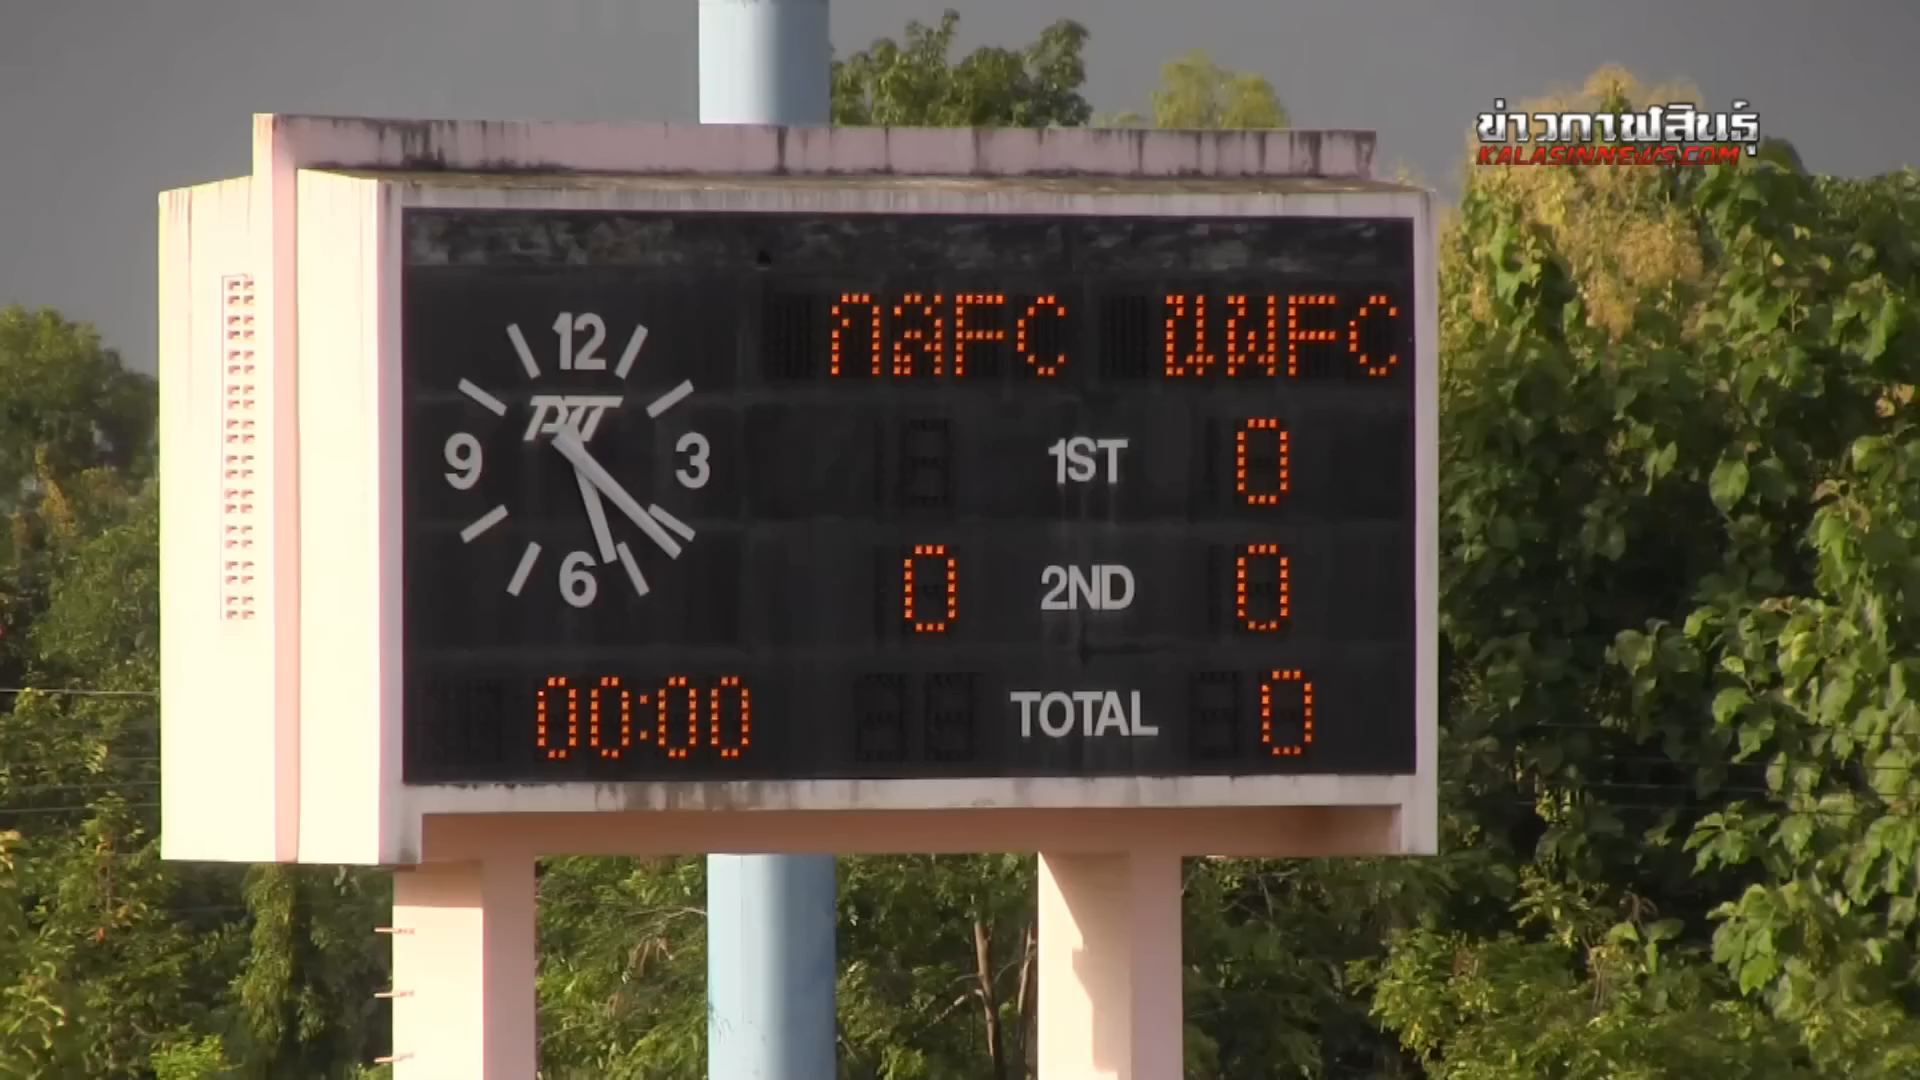 ข่าวกาฬสินธุ์
KALASINNEWS.COM
กสFC นพFC
12
PTT
9 3
6
1ST 0
0 2ND 0
00:00 TOTAL 0